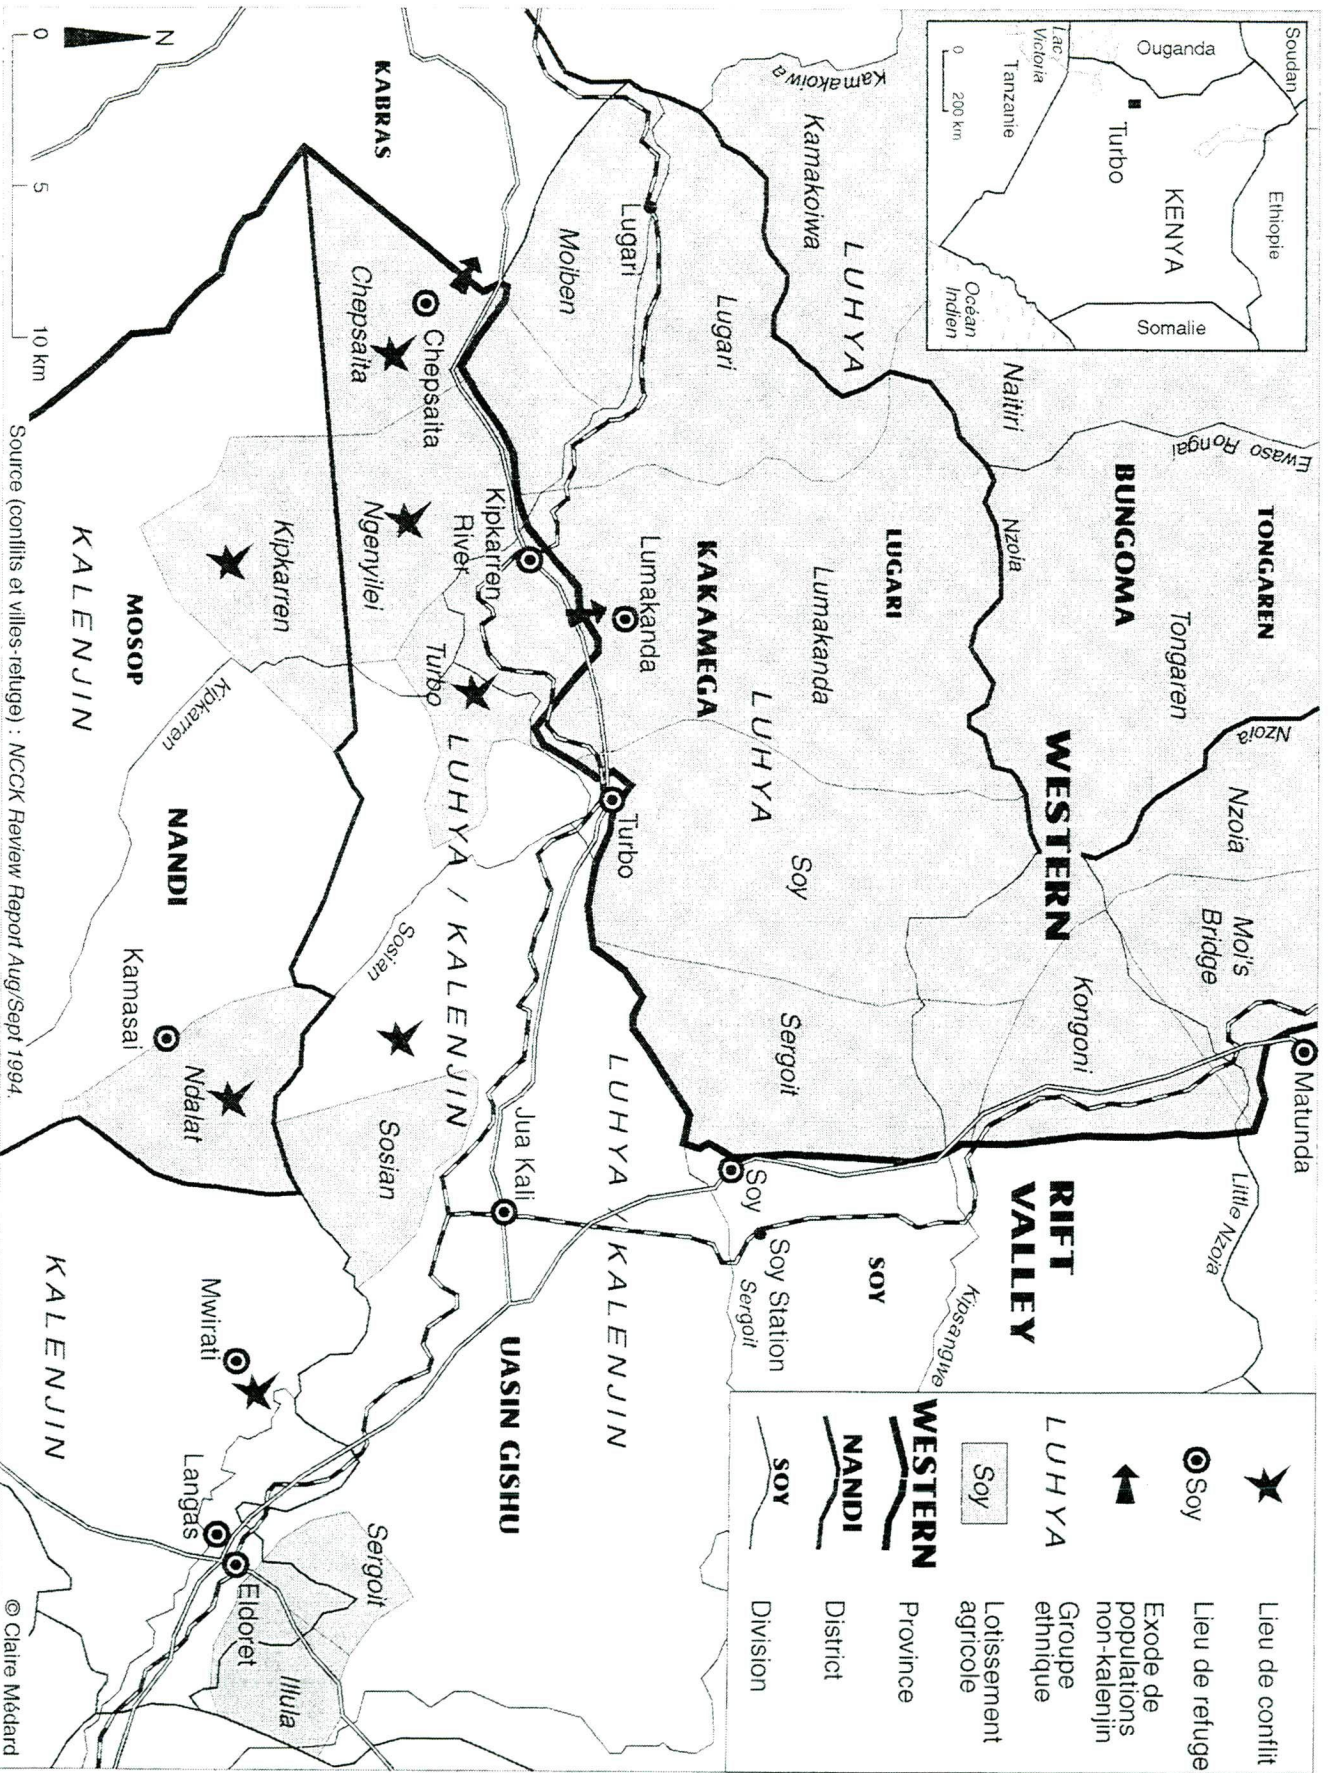 Soudan
Ethiopie
Ouganda
KENYA
Somalie
Turbo
Lac
Victoria
Tanzanie
Océan
Indien
0
200 km
Kamakoiwa
Kamakoiwa
LUHYA
Naitiri
Ewaso Rongai
TONGAREN
BUNGOMA
Tongaren
Nzoia
Nzoia
WESTERN
Nzoia
Moi's
Bridge
Kongoni
Matunda
Little Nzoia
RIFT
VALLEY
Lugari
Lugari
Moiben
LUGARI
Lumakanda
KAKAMEGA
Lumakanda
LUHYA
Soy
Sergoit
Soy
Soy Station
Sergoit
SOY
Kipsangwe
KABRAS
Chepsaita
Chepsaita
Kipkarren
River
Ngenyilei
Kipkarren
Turbo
Turbo
LUHYA / KALENJIN
LUHYA / KALENJIN
Sosian
Sosian
Jua Kali
UASIN GISHU
KALENJIN
MOSOP
Kipkarren
NANDI
Kamasai
Ndalat
KALENJIN
Mwirati
Langas
Eldoret
Sergoit
Illula
N
0
5
10 km
Lieu de conflit
Soy
Lieu de refuge
Exode de
populations
non-kalenjin
LUHYA
Groupe
ethnique
Soy
Lotissement
agricole
WESTERN
Province
NANDI
District
SOY
Division
Source (conflits et villes-refuge) : NCCK Review Report Aug/Sept 1994.
© Claire Médard